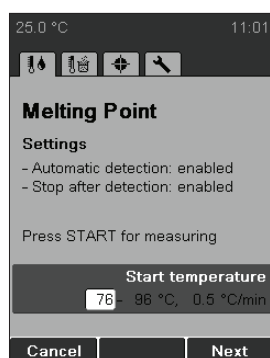 25.0 °C 11:01
Melting Point
Settings
- Automatic detection: enabled
- Stop after detection: enabled
Press START for measuring
Start temperature
76 - 96 °C, 0.5 °C/min
Cancel Next